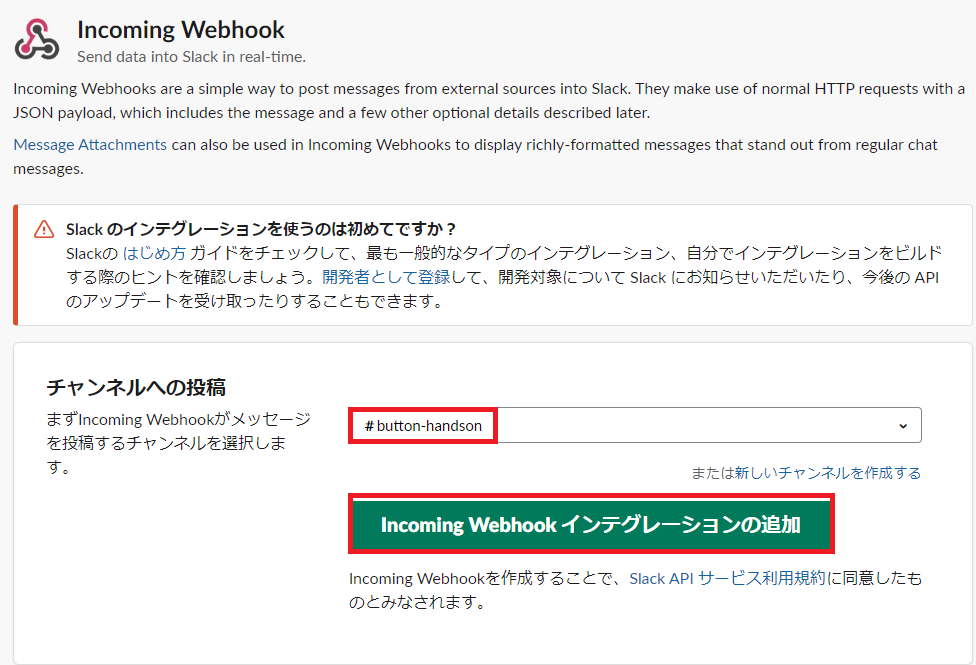 Incoming Webhook
Send data into Slack in real-time.
Incoming Webhooks are a simple way to post messages from external sources into Slack. They make use of normal HTTP requests with a
JSON payload, which includes the message and a few other optional details described later.
Message Attachments can also be used in Incoming Webhooks to display richly-formatted messages that stand out from regular chat
messages.
Slack のインテグレーションを使うのは初めてですか？
Slackの はじめ方 ガイドをチェックして、最も一般的なタイプのインテグレーション、自分でインテグレーションをビルド
する際のヒントを確認しましょう。開発者として登録して、開発対象について Slack にお知らせいただいたり、今後の API
のアップデートを受け取ったりすることもできます。
チャンネルへの投稿
まずIncoming Webhookがメッセージ
を投稿するチャンネルを選択しま
す。
# button-handson
または新しいチャンネルを作成する
Incoming Webhook インテグレーションの追加
Incoming Webhookを作成することで、Slack API サービス利用規約に同意したも
のとみなされます。